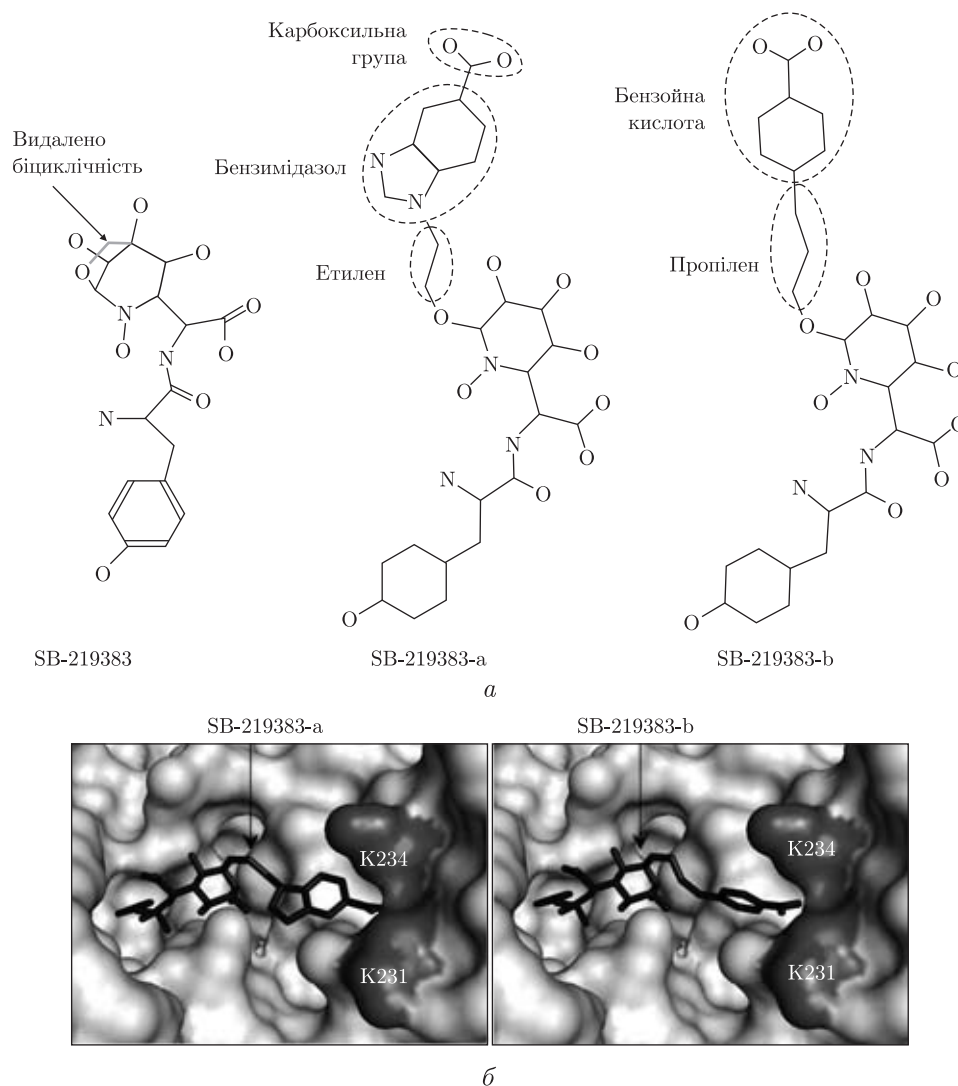 Карбоксильна
група
Бензойна
кислота
Видалено
біциклічність
Бензимідазол
Етилен
Пропілен
O O
N
N
O O O O
N O
O O
N
N O
O
O O O
O O O
N O
O O
N
N O
O
O O
O O O
N O
O O
N
N O
O
SB-219383
SB-219383-a
SB-219383-b
а
SB-219383-a
SB-219383-b
K234
K231
K234
K231
б